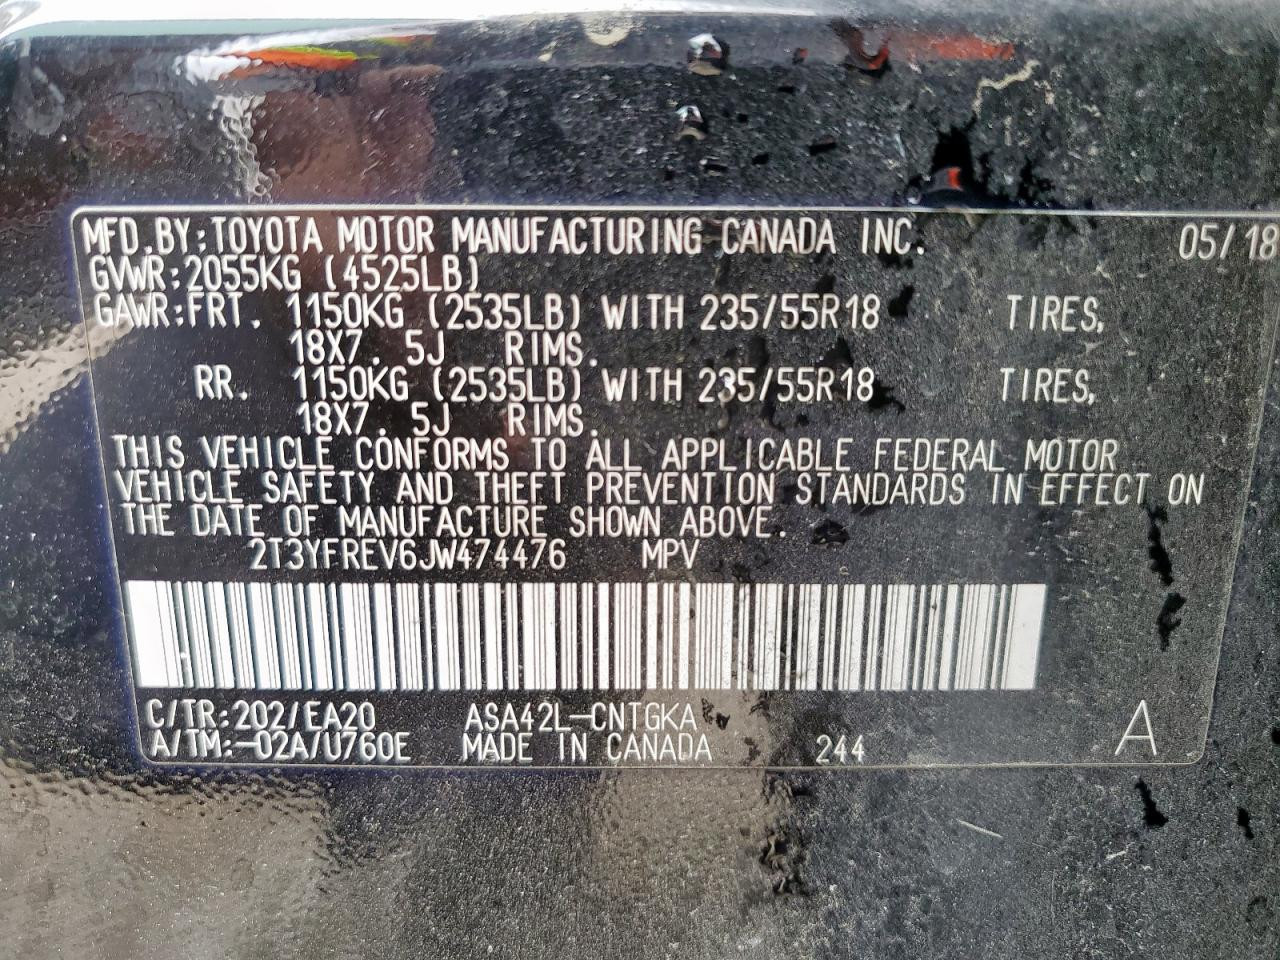 MFD.BY:TOYOTA MOTOR MANUFACTURING CANADA INC. 05/18
GVWR:2055KG (4525LB)
GAWR:FRT. 1150KG (2535LB) WITH 235/55R18 TIRES,
18X7.5J RIMS.
RR. 1150KG (2535LB) WITH 235/55R18 TIRES,
18X7.5J RIMS.
THIS VEHICLE CONFORMS TO ALL APPLICABLE FEDERAL MOTOR
VEHICLE SAFETY AND THEFT PREVENTION STANDARDS IN EFFECT ON
THE DATE OF MANUFACTURE SHOWN ABOVE.
2T3YFREV6JW474476 MPV
C/TR:202/EA20 ASA42L-CNTGKA
A/TM:-02A/U760E MADE IN CANADA 244 A